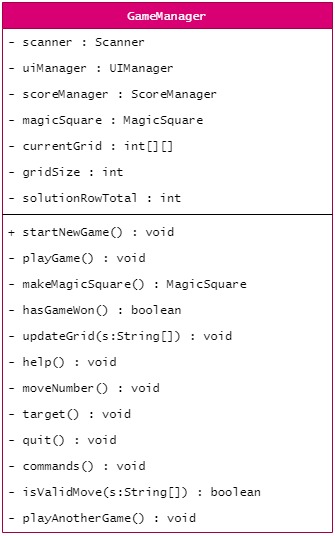 GameManager
- scanner : Scanner
- uiManager : UIManager
- scoreManager : ScoreManager
- magicSquare : MagicSquare
- currentGrid : int[][]
- gridSize : int
- solutionRowTotal : int
+ startNewGame() : void
- playGame() : void
- makeMagicSquare() : MagicSquare
- hasGameWon() : boolean
- updateGrid(s:String[]) : void
- help() : void
- moveNumber() : void
- target() : void
- quit() : void
- commands() : void
- isValidMove(s:String[]) : boolean
- playAnotherGame() : void